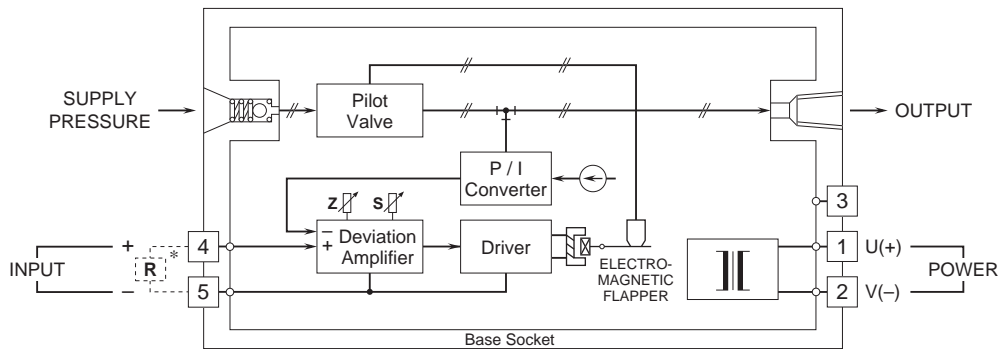 SUPPLY
PRESSURE
Pilot
Valve
OUTPUT
P / I
Converter
Z
S
3
–
+
Deviation
Amplifier
Driver
ELECTRO-
MAGNETIC
FLAPPER
INPUT
+
–
R
*
4
5
1
U(+)
2
V(–)
POWER
Base Socket